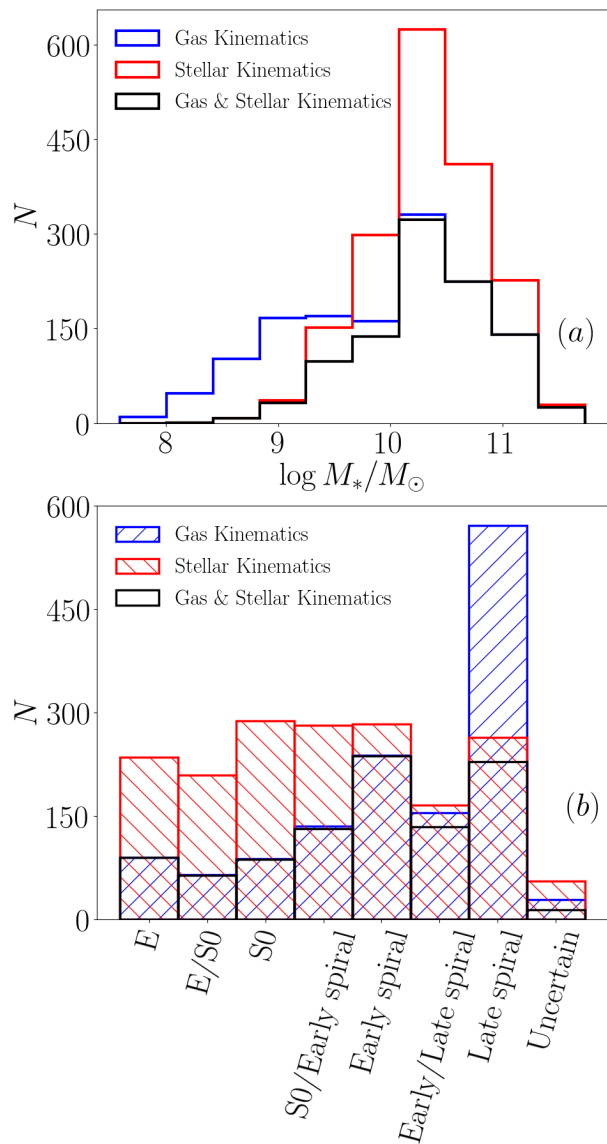 Gas Kinematics
Stellar Kinematics
Gas & Stellar Kinematics
600
450
300
150
0
N
(a)
8 9 10 11
log M*/M⊙
Gas Kinematics
Stellar Kinematics
Gas & Stellar Kinematics
600
450
300
150
0
N
(b)
E
E/S0
S0
S0/Early spiral
Early spiral
Early/Late spiral
Late spiral
Uncertain